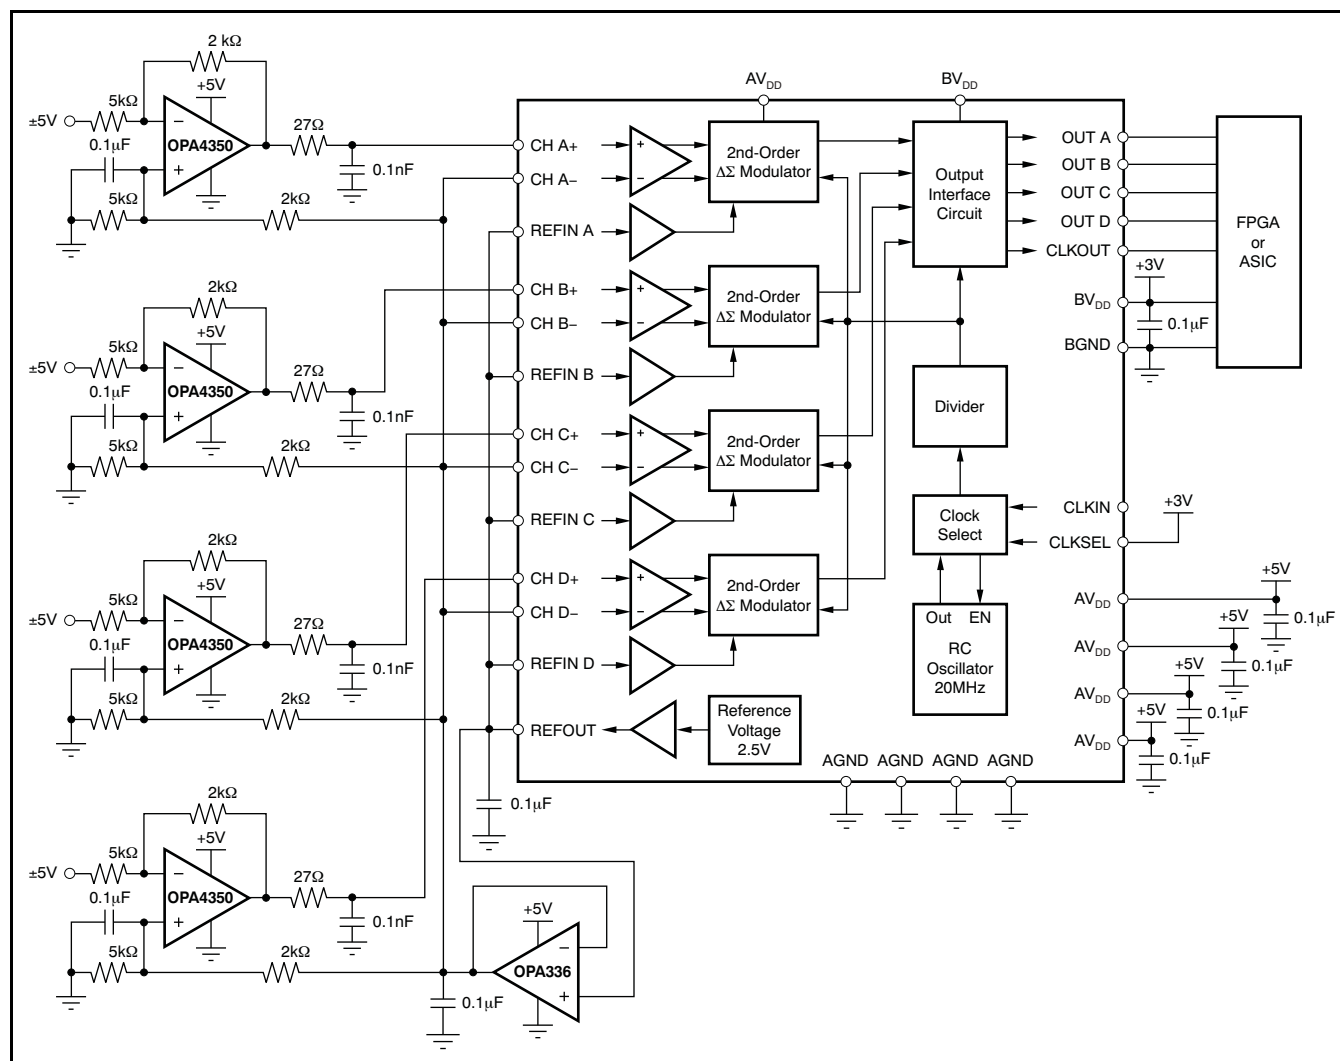 2 kΩ
+5V
5kΩ
±5V
−
OPA4350
+
0.1µF
27Ω
0.1nF
5kΩ
2kΩ
2kΩ
+5V
5kΩ
±5V
−
OPA4350
+
0.1µF
27Ω
0.1nF
5kΩ
2kΩ
2kΩ
+5V
5kΩ
±5V
−
OPA4350
+
0.1µF
27Ω
0.1nF
5kΩ
2kΩ
2kΩ
+5V
5kΩ
±5V
−
OPA4350
+
0.1µF
27Ω
0.1nF
5kΩ
2kΩ
0.1µF
+5V
−
OPA336
+
0.1µF
AVDD
BVDD
CH A+
CH A−
REFIN A
+
−
2nd-Order
ΔΣ Modulator
CH B+
CH B−
REFIN B
+
−
2nd-Order
ΔΣ Modulator
CH C+
CH C−
REFIN C
+
−
2nd-Order
ΔΣ Modulator
CH D+
CH D−
REFIN D
+
−
2nd-Order
ΔΣ Modulator
REFOUT
Reference
Voltage
2.5V
Output
Interface
Circuit
Divider
Clock
Select
Out
EN
RC
Oscillator
20MHz
OUT A
OUT B
OUT C
OUT D
CLKOUT
BVDD
BGND
+3V
0.1µF
FPGA
or
ASIC
CLKIN
CLKSEL
+3V
AVDD
+5V
0.1µF
AVDD
+5V
0.1µF
AVDD
+5V
0.1µF
AVDD
+5V
0.1µF
AGND
AGND
AGND
AGND